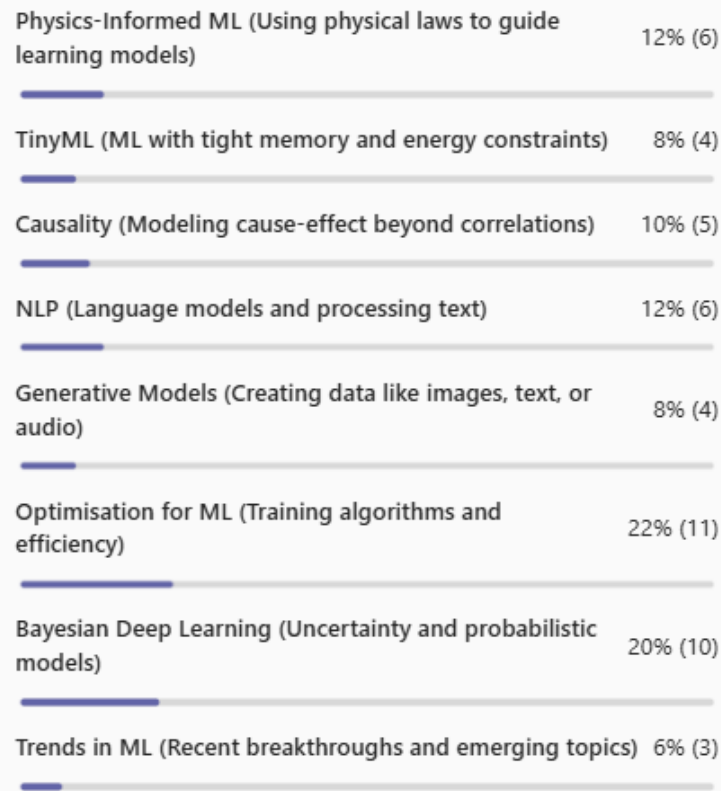 Physics-Informed ML (Using physical laws to guide
learning models)
12% (6)
TinyML (ML with tight memory and energy constraints)
8% (4)
Causality (Modeling cause-effect beyond correlations)
10% (5)
NLP (Language models and processing text)
12% (6)
Generative Models (Creating data like images, text, or
audio)
8% (4)
Optimisation for ML (Training algorithms and
efficiency)
22% (11)
Bayesian Deep Learning (Uncertainty and probabilistic
models)
20% (10)
Trends in ML (Recent breakthroughs and emerging topics)
6% (3)